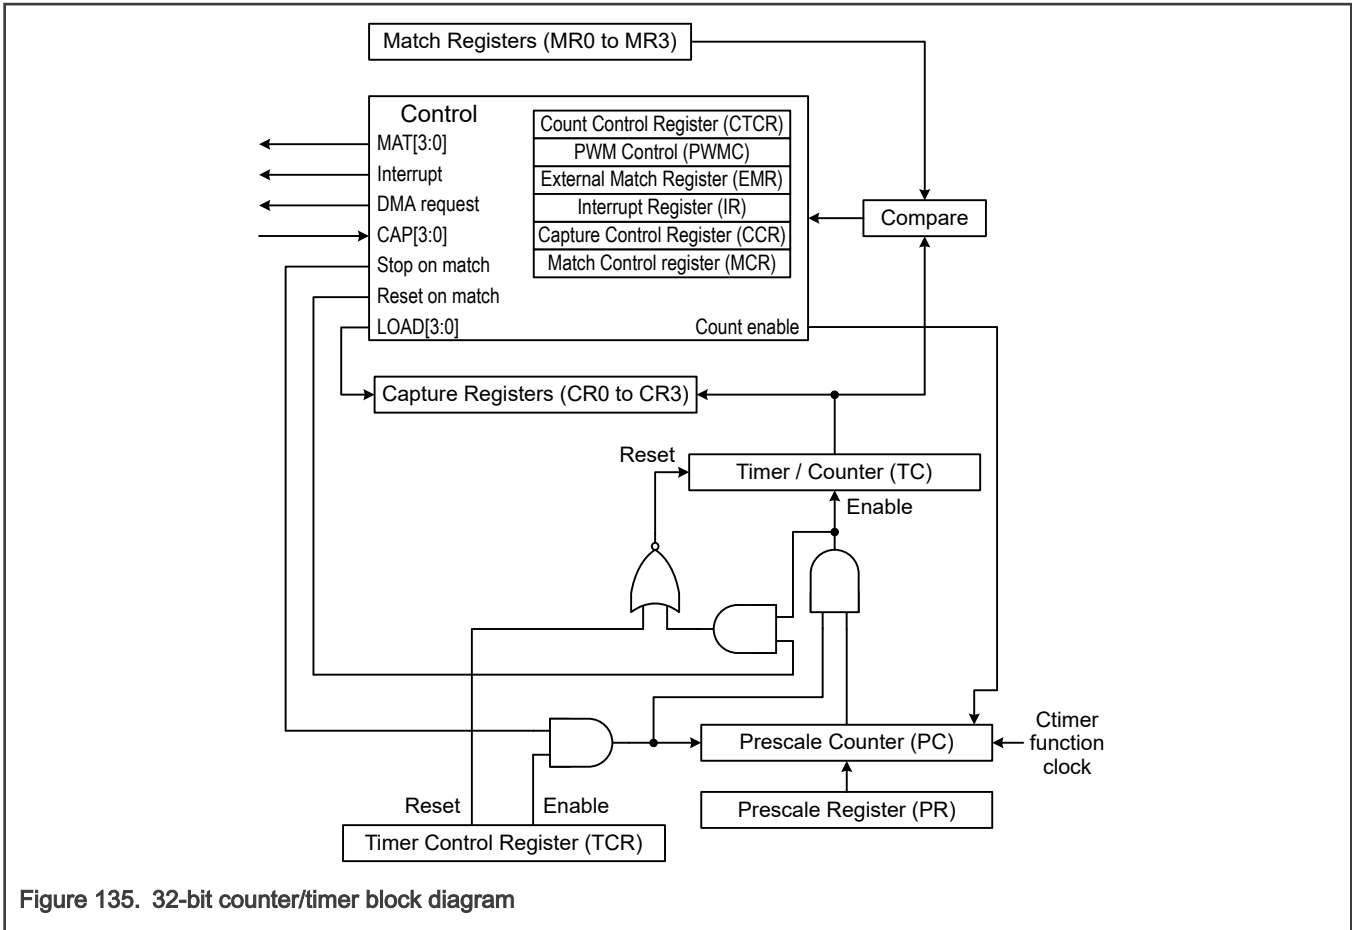 Match Registers (MR0 to MR3)
Control
MAT[3:0]
Interrupt
DMA request
CAP[3:0]
Stop on match
Reset on match
LOAD[3:0]
Count Control Register (CTCR)
PWM Control (PWMC)
External Match Register (EMR)
Interrupt Register (IR)
Capture Control Register (CCR)
Match Control register (MCR)
Count enable
Compare
Capture Registers (CR0 to CR3)
Reset
Timer / Counter (TC)
Enable
Prescale Counter (PC)
Ctimer
function
clock
Prescale Register (PR)
Reset
Enable
Timer Control Register (TCR)
Figure 135. 32-bit counter/timer block diagram